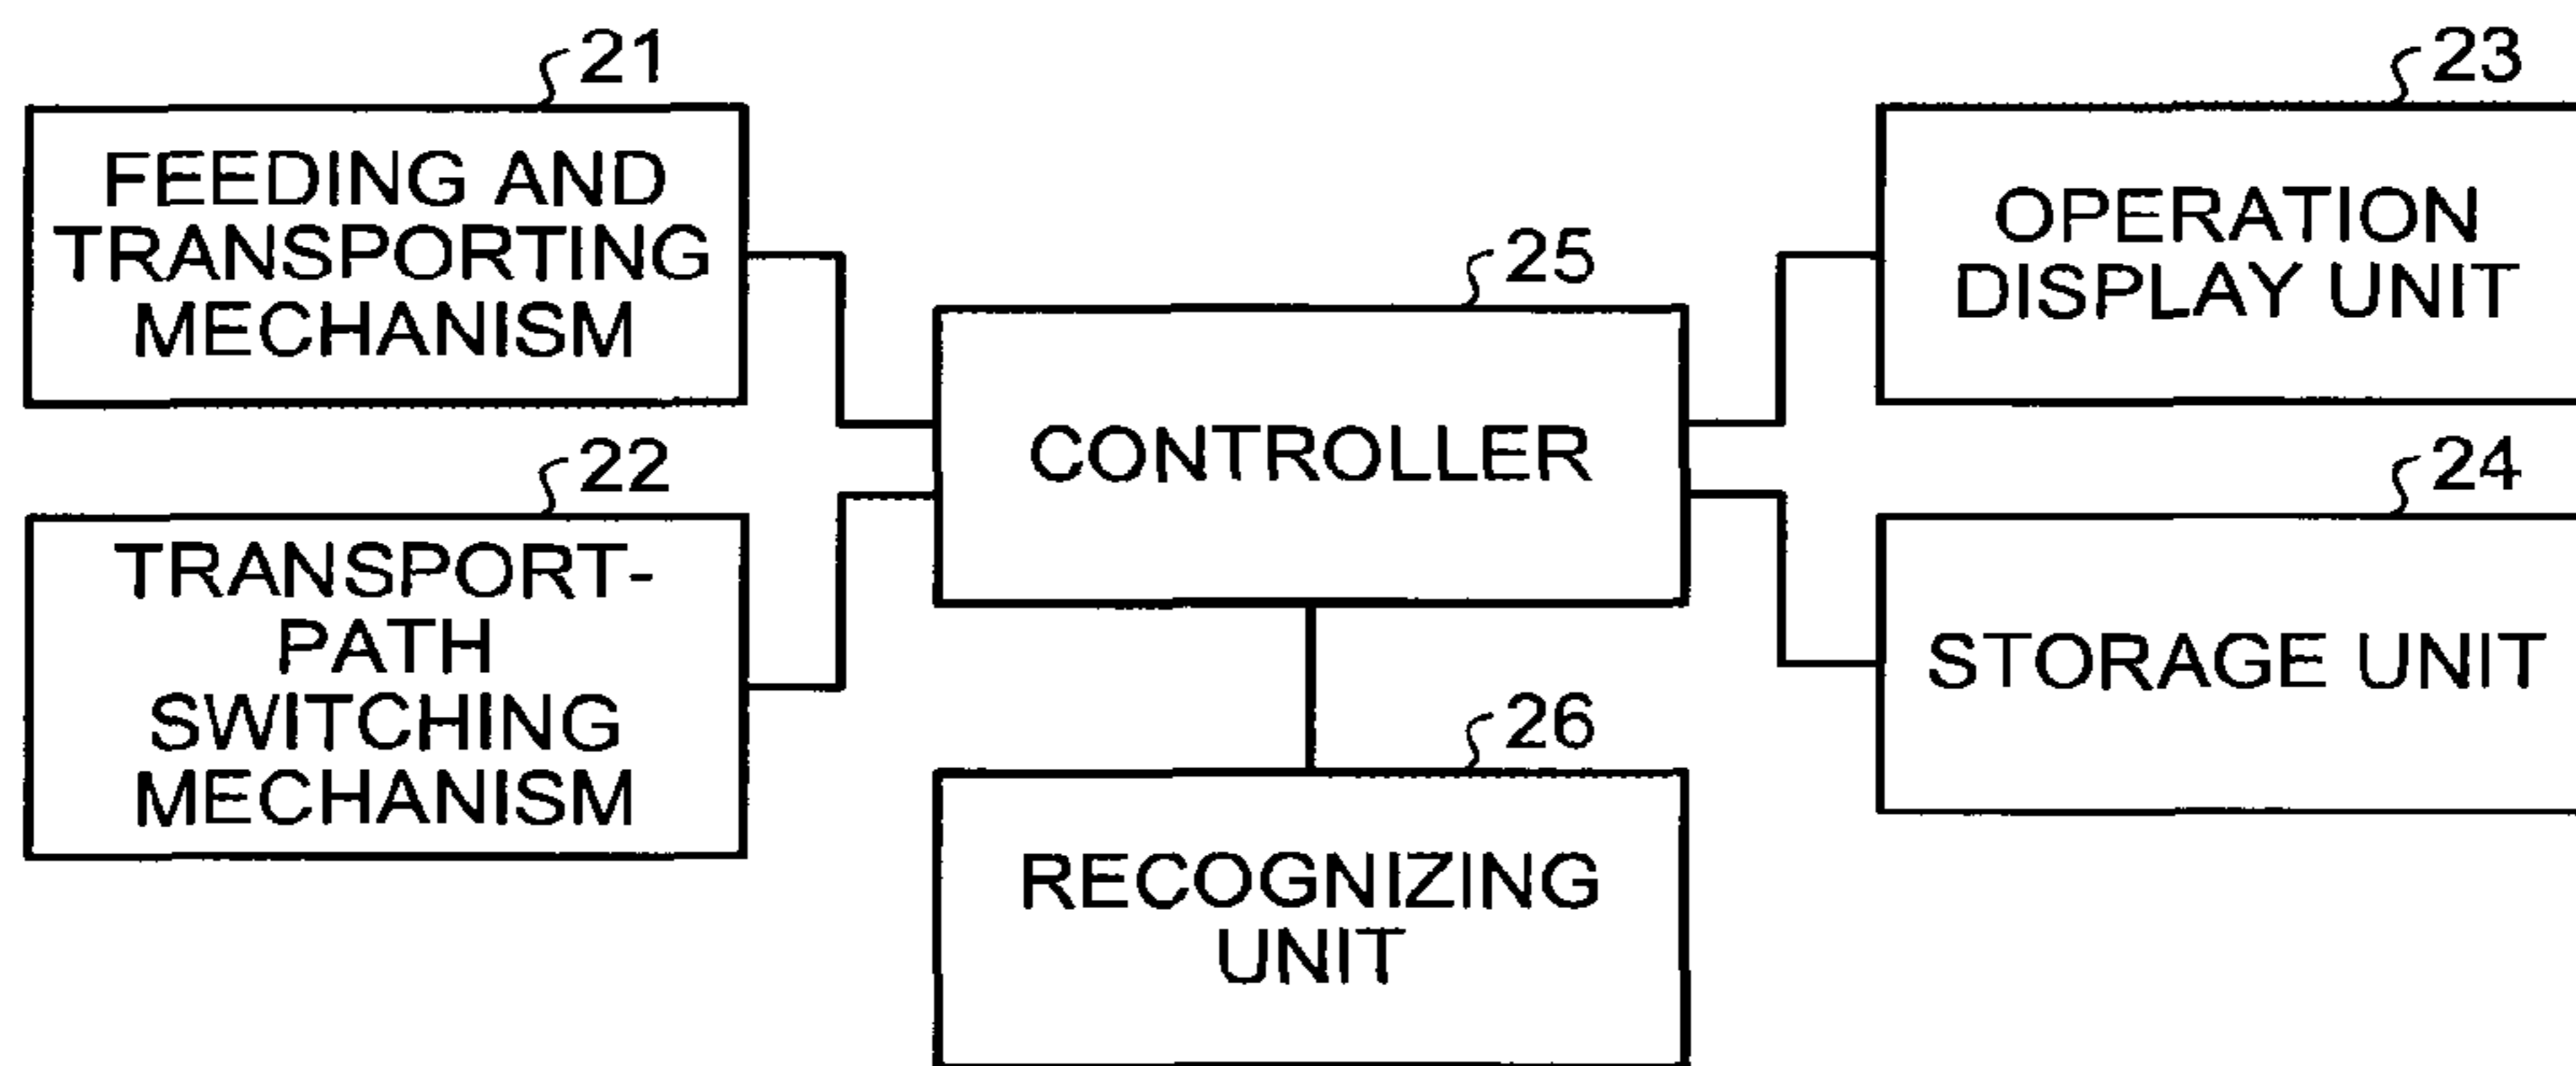 21
FEEDING AND
TRANSPORTING
MECHANISM
22
TRANSPORT-
PATH
SWITCHING
MECHANISM
25
CONTROLLER
26
RECOGNIZING
UNIT
23
OPERATION
DISPLAY UNIT
24
STORAGE UNIT